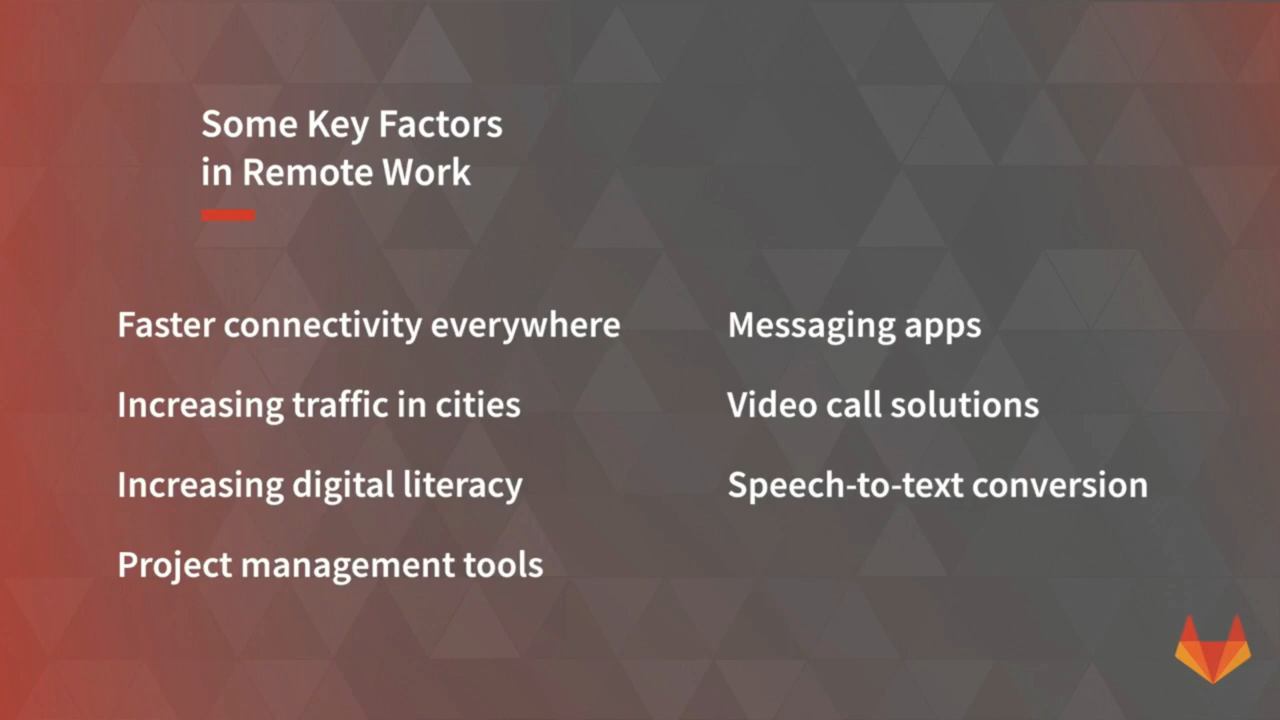 Some Key Factors
in Remote Work
Faster connectivity everywhere
Increasing traffic in cities
Increasing digital literacy
Project management tools
Messaging apps
Video call solutions
Speech-to-text conversion